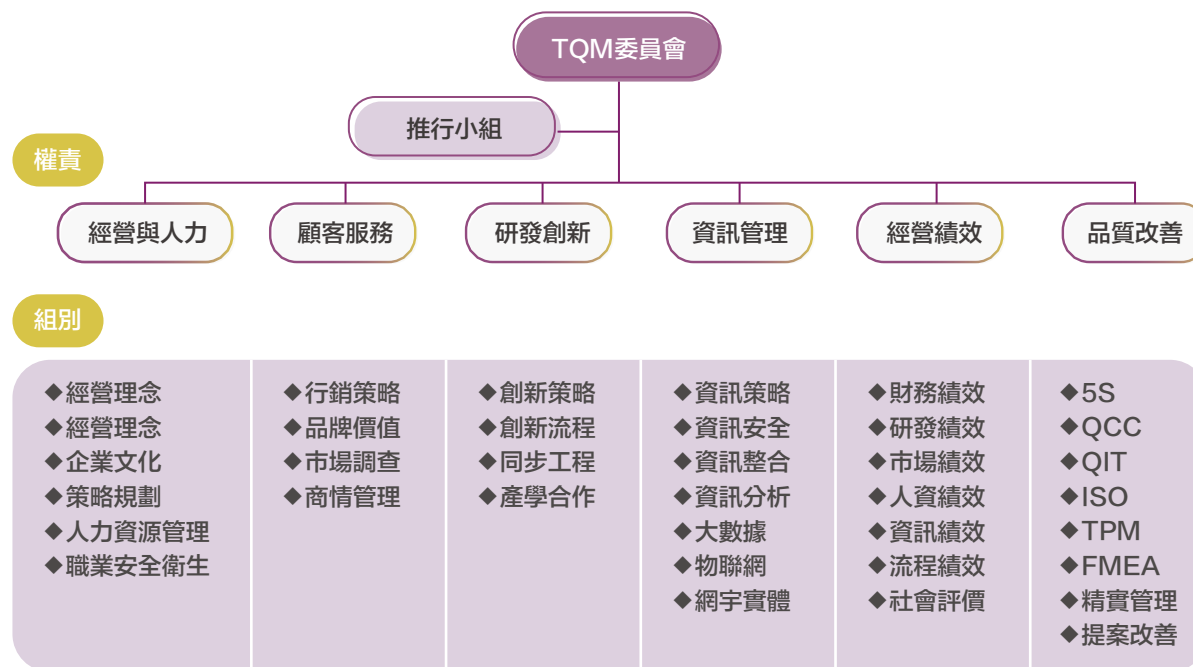 TQM委員會
推行小組
權責
經營與人力
顧客服務
研發創新
資訊管理
經營績效
品質改善
組別
◆經營理念
◆經營理念
◆企業文化
◆策略規劃
◆人力資源管理
◆職業安全衛生
◆行銷策略
◆品牌價值
◆市場調查
◆商情管理
◆創新策略
◆創新流程
◆同步工程
◆產學合作
◆資訊策略
◆資訊安全
◆資訊整合
◆資訊分析
◆大數據
◆物聯網
◆網宇實體
◆財務績效
◆研發績效
◆市場績效
◆人資績效
◆資訊績效
◆流程績效
◆社會評價
◆5S
◆QCC
◆QIT
◆ISO
◆TPM
◆FMEA
◆精實管理
◆提案改善